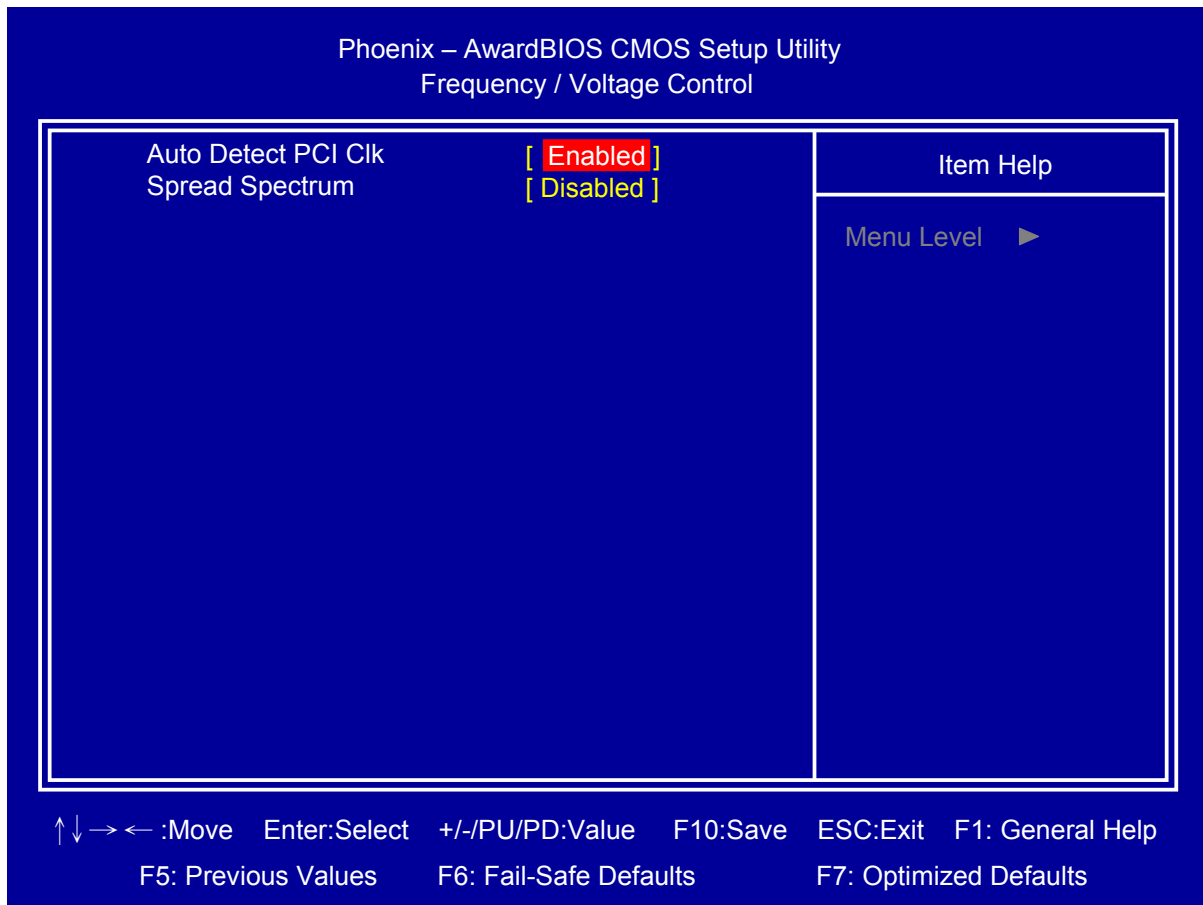 Phoenix – AwardBIOS CMOS Setup Utility
Frequency / Voltage Control
Auto Detect PCI Clk [ Enabled ]
Spread Spectrum [ Disabled ]
Item Help
Menu Level ►
↑↓→← :Move Enter:Select +/-/PU/PD:Value F10:Save ESC:Exit F1: General Help
F5: Previous Values F6: Fail-Safe Defaults F7: Optimized Defaults